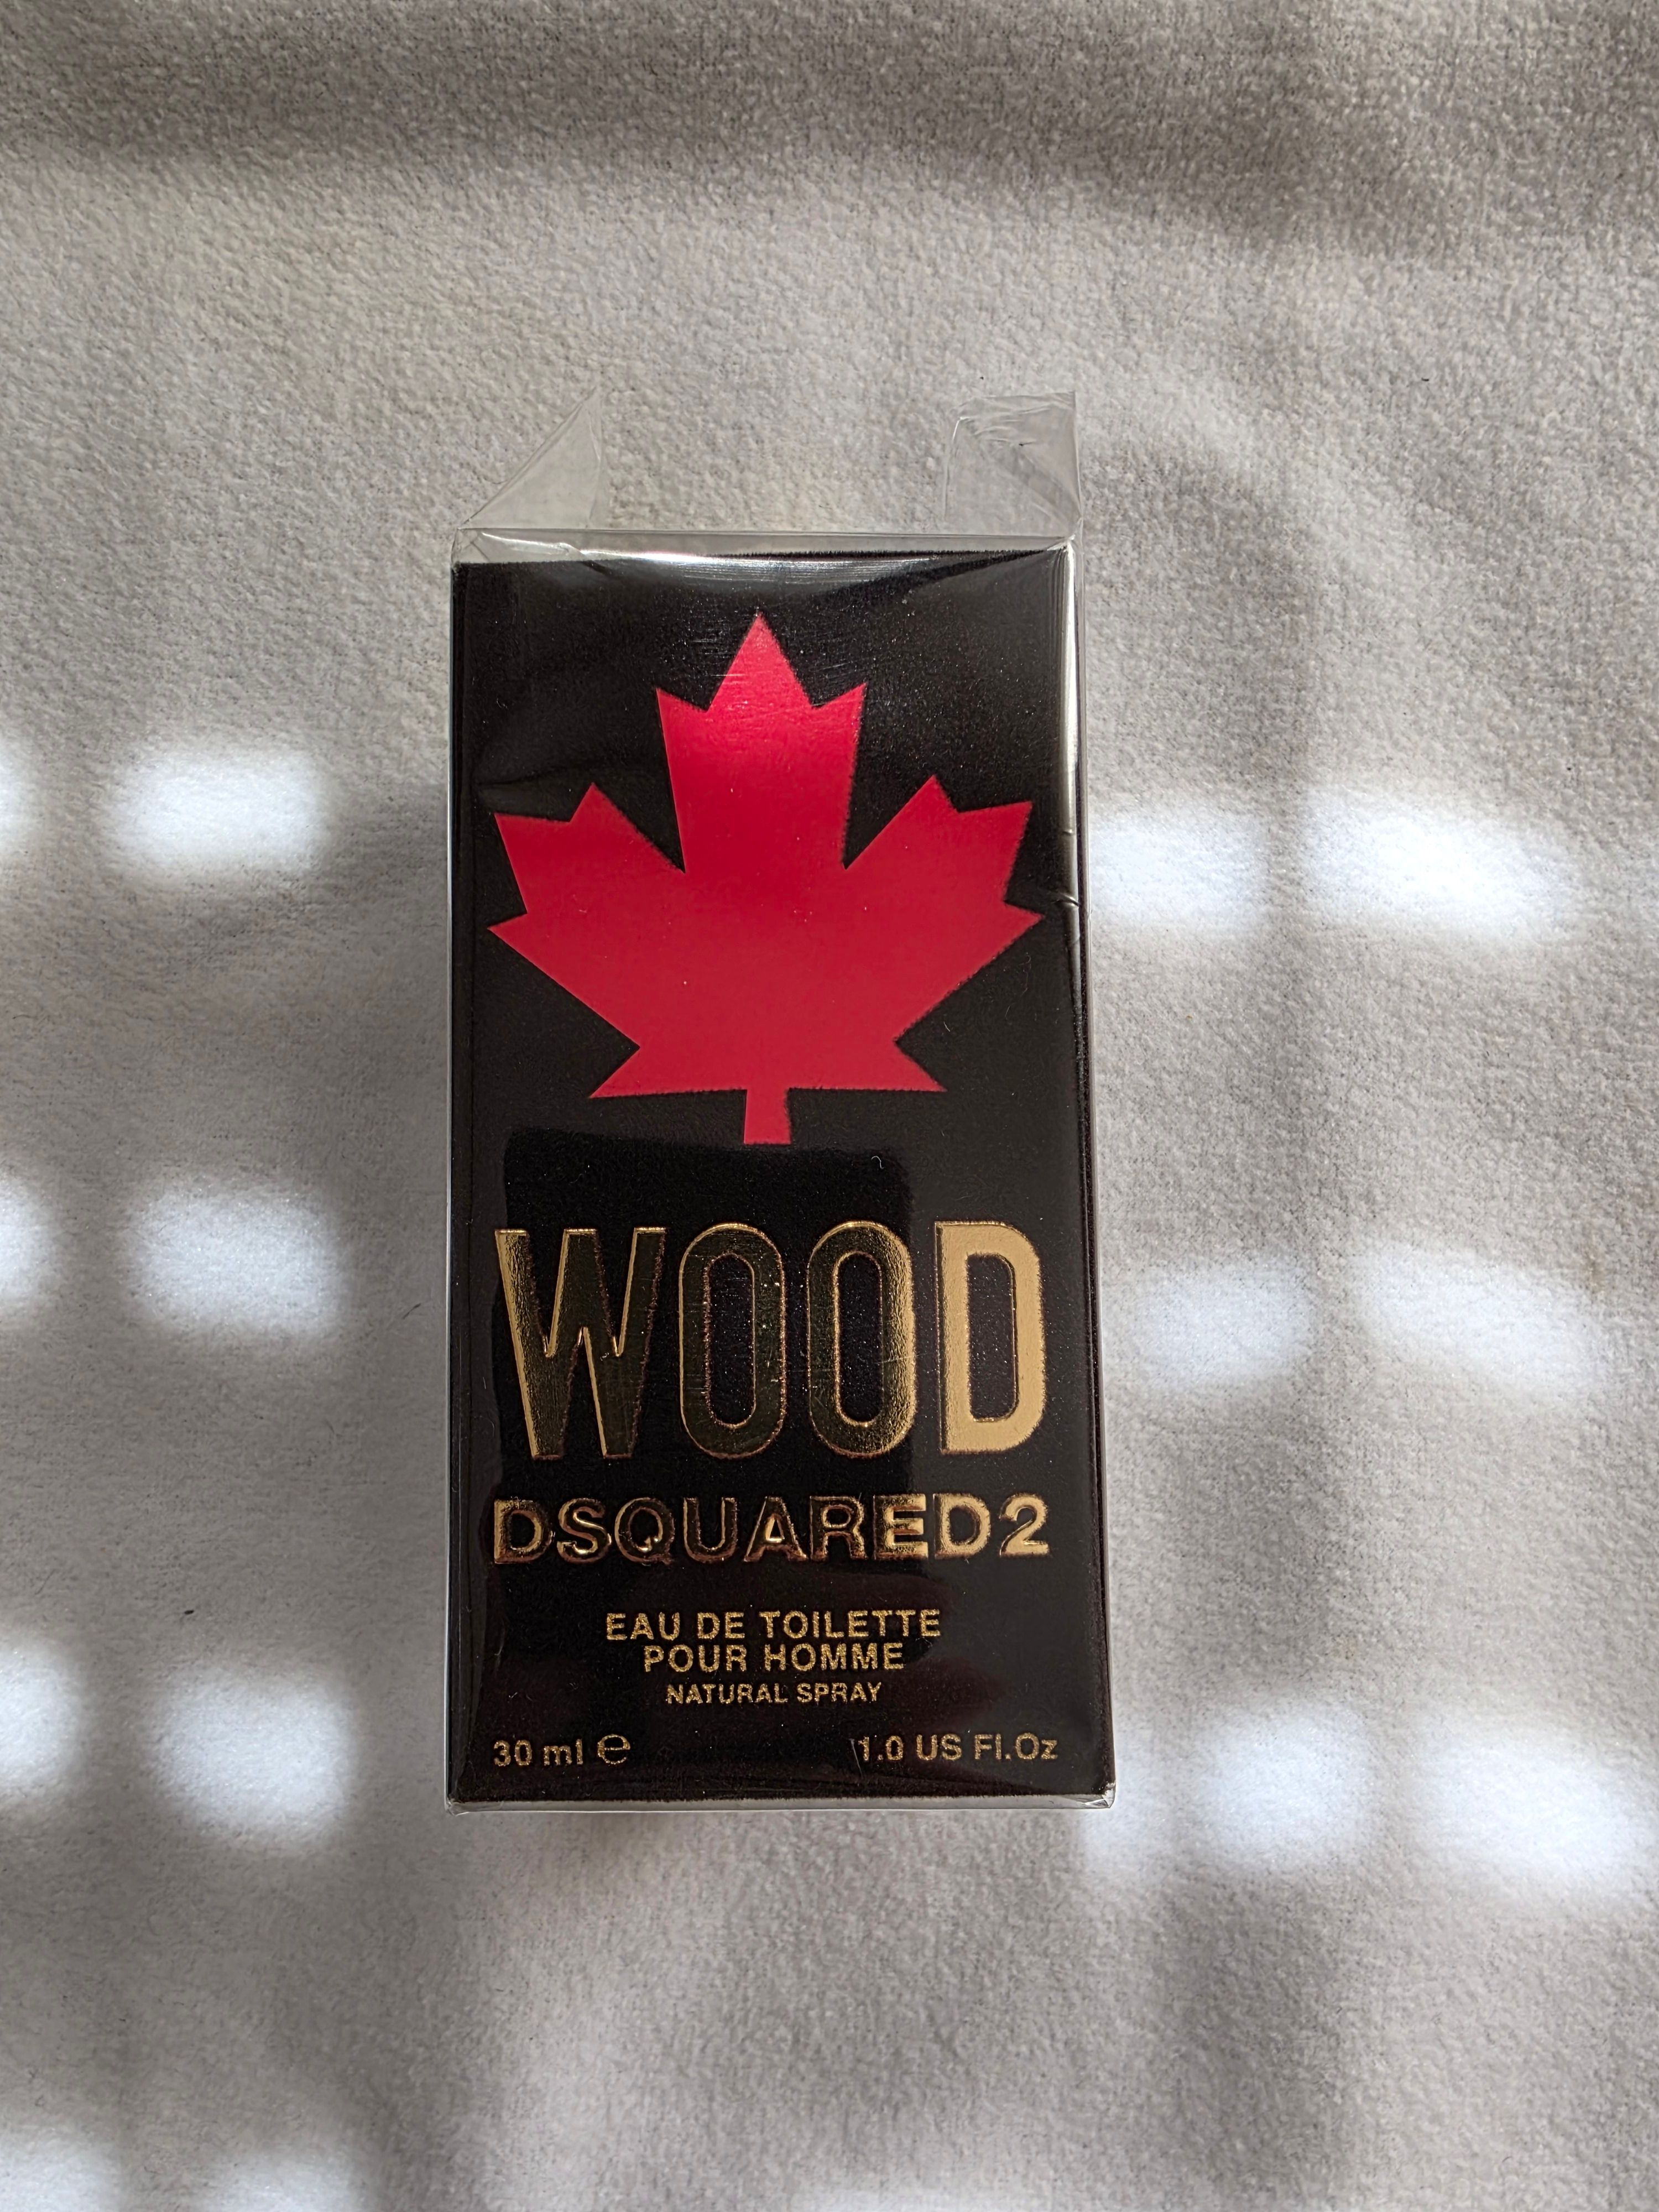 WOOD
DSQUARED2
EAU DE TOILETTE
POUR HOMME
NATURAL SPRAY
30 ml ℮
1.0 US Fl.Oz